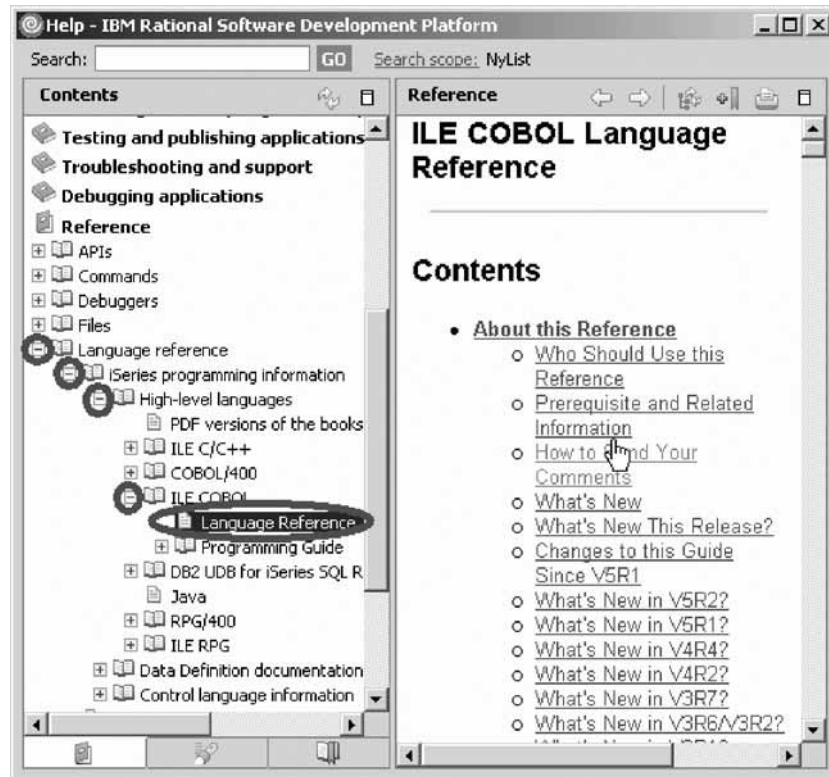 Help - IBM Rational Software Development Platform
Search:
GO
Search scope: NyList
Contents
Testing and publishing applications
Troubleshooting and support
Debugging applications
Reference
APIs
Commands
Debuggers
Files
Language reference
iSeries programming information
High-level languages
PDF versions of the books
ILE C/C++
COBOL/400
ILE COBOL
Language Reference
Programming Guide
DB2 UDB for iSeries SQL R
Java
RPG/400
ILE RPG
Data Definition documentation
Control language information
Reference
ILE COBOL Language
Reference
Contents
About this Reference
Who Should Use this
Reference
Prerequisite and Related
Information
How to Send Your
Comments
What's New
What's New This Release?
Changes to this Guide
Since V5R1
What's New in V5R2?
What's New in V5R1?
What's New in V4R4?
What's New in V4R2?
What's New in V3R7?
What's New in V3R6/V3R2?